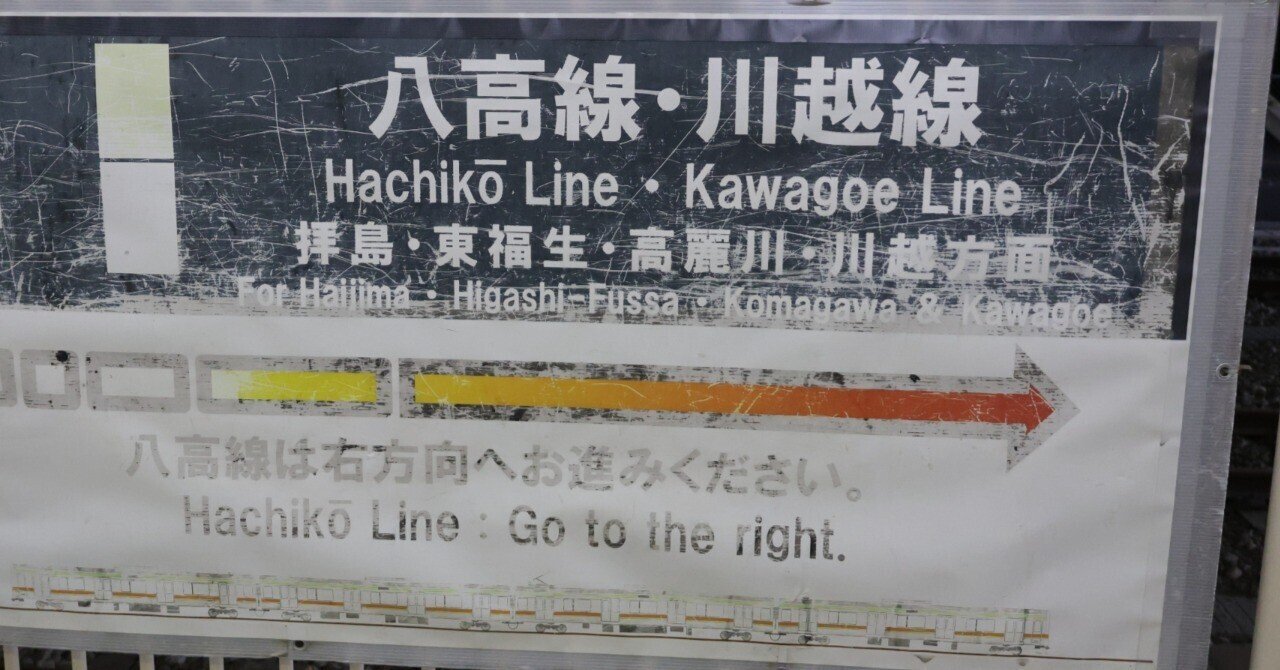 八高線・川越線
Hachikō Line・Kawagoe Line
拝島・東福生・高麗川・川越方面
For Haijima・Higashi-Fussa・Komagawa & Kawagoe
八高線は右方向へお進みください。
Hachikō Line : Go to the right.